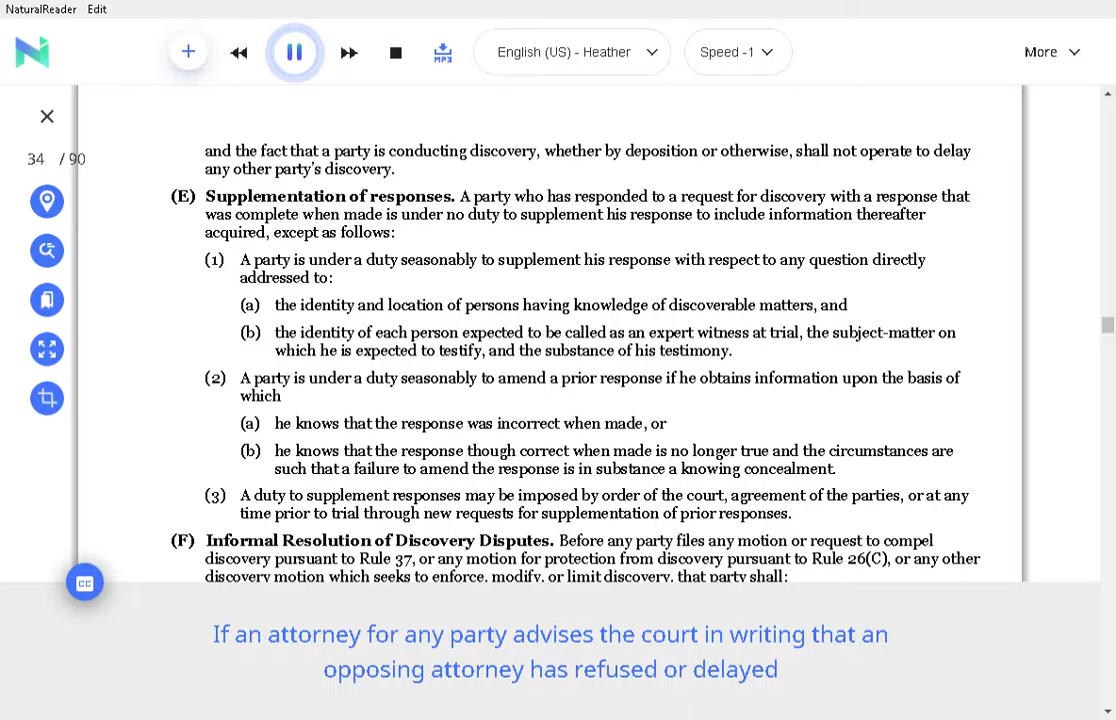 NaturalReader Edit
MP3
English (US) - Heather
Speed -1
More
34 / 90
and the fact that a party is conducting discovery, whether by deposition or otherwise, shall not operate to delay
any other party's discovery.
(E) Supplementation of responses. A party who has responded to a request for discovery with a response that
was complete when made is under no duty to supplement his response to include information thereafter
acquired, except as follows:
(1) A party is under a duty seasonably to supplement his response with respect to any question directly
addressed to:
(a) the identity and location of persons having knowledge of discoverable matters, and
(b) the identity of each person expected to be called as an expert witness at trial, the subject-matter on
which he is expected to testify, and the substance of his testimony.
(2) A party is under a duty seasonably to amend a prior response if he obtains information upon the basis of
which
(a) he knows that the response was incorrect when made, or
(b) he knows that the response though correct when made is no longer true and the circumstances are
such that a failure to amend the response is in substance a knowing concealment.
(3) A duty to supplement responses may be imposed by order of the court, agreement of the parties, or at any
time prior to trial through new requests for supplementation of prior responses.
(F) Informal Resolution of Discovery Disputes. Before any party files any motion or request to compel
discovery pursuant to Rule 37, or any motion for protection from discovery pursuant to Rule 26(C), or any other
discovery motion which seeks to enforce, modify, or limit discovery, that party shall:
CC
If an attorney for any party advises the court in writing that an
opposing attorney has refused or delayed